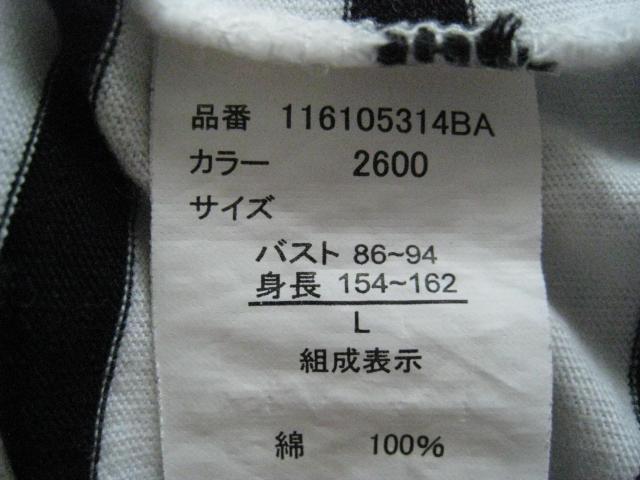 品番 116105314BA
カラー 2600
サイズ
バスト 86~94
身長 154~162
L
組成表示
綿 100%